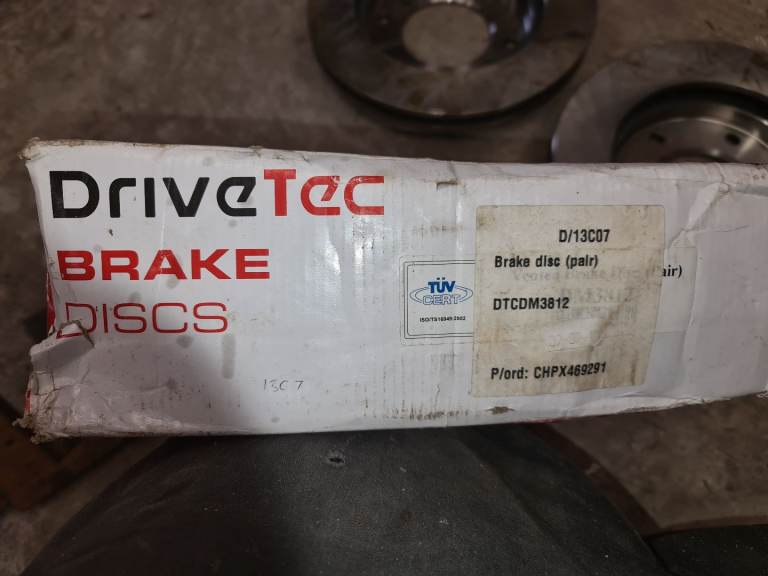 DriveTec
BRAKE
DISCS
TÜV
CERT
ISO/TS16949:2002
D/13C07
Brake disc (pair)
DTCDM3812
P/ord: CHPX469291
13C7